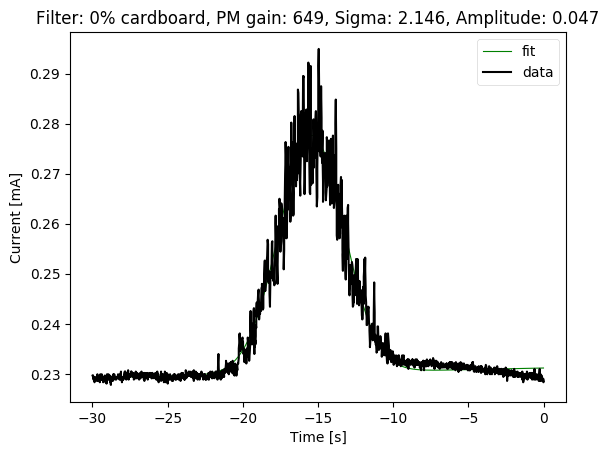 Filter: 0% cardboard, PM gain: 649, Sigma: 2.146, Amplitude: 0.047
fit
data
Current [mA]
0.29
0.28
0.27
0.26
0.25
0.24
0.23
−30
−25
−20
−15
−10
−5
0
Time [s]